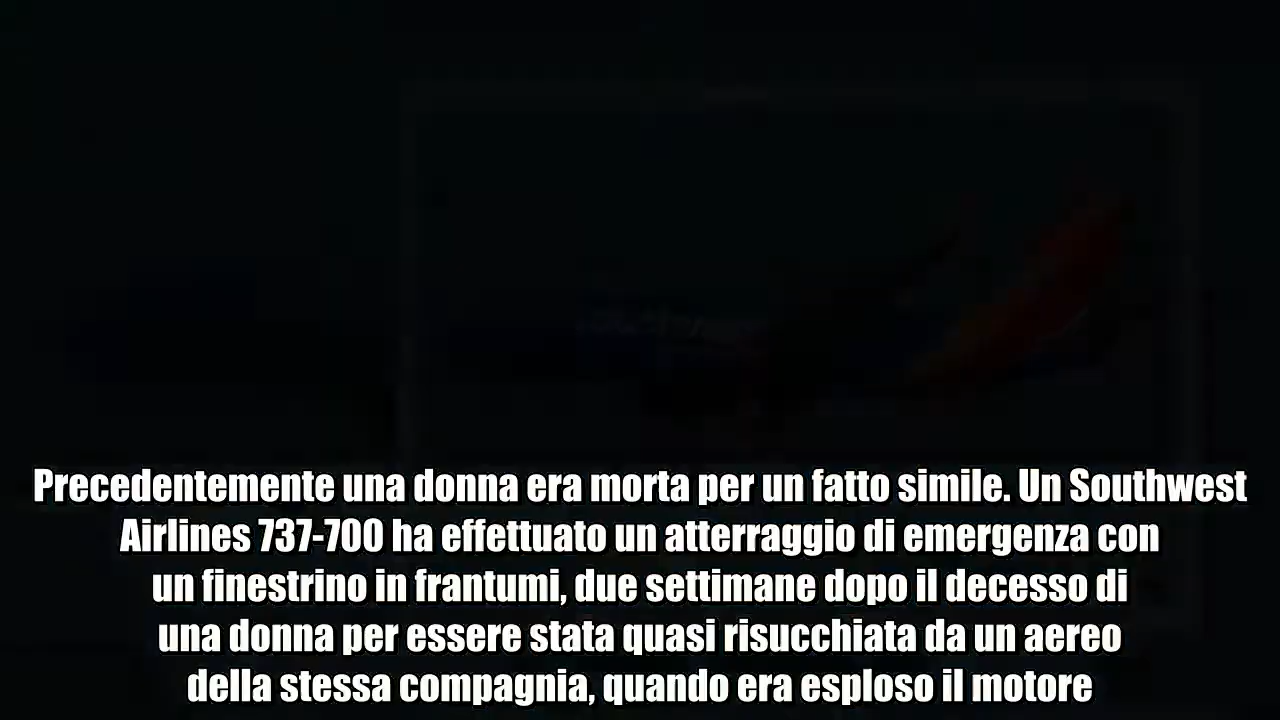 Precedentemente una donna era morta per un fatto simile. Un Southwest
Airlines 737-700 ha effettuato un atterraggio di emergenza con
un finestrino in frantumi, due settimane dopo il decesso di
una donna per essere stata quasi risucchiata da un aereo
della stessa compagnia, quando era esploso il motore